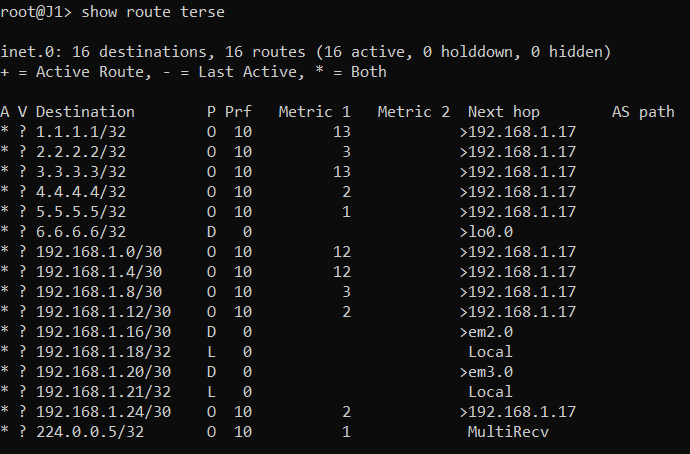 root@J1> show route terse

inet.0: 16 destinations, 16 routes (16 active, 0 holddown, 0 hidden)
+ = Active Route, - = Last Active, * = Both

A V Destination        P Prf   Metric 1   Metric 2  Next hop        AS path
* ? 1.1.1.1/32         O  10         13            >192.168.1.17
* ? 2.2.2.2/32         O  10          3            >192.168.1.17
* ? 3.3.3.3/32         O  10         13            >192.168.1.17
* ? 4.4.4.4/32         O  10          2            >192.168.1.17
* ? 5.5.5.5/32         O  10          1            >192.168.1.17
* ? 6.6.6.6/32         D   0                       >lo0.0
* ? 192.168.1.0/30     O  10         12            >192.168.1.17
* ? 192.168.1.4/30     O  10         12            >192.168.1.17
* ? 192.168.1.8/30     O  10          3            >192.168.1.17
* ? 192.168.1.12/30    O  10          2            >192.168.1.17
* ? 192.168.1.16/30    D   0                       >em2.0
* ? 192.168.1.18/32    L   0                        Local
* ? 192.168.1.20/30    D   0                       >em3.0
* ? 192.168.1.21/32    L   0                        Local
* ? 192.168.1.24/30    O  10          2            >192.168.1.17
* ? 224.0.0.5/32       O  10          1             MultiRecv